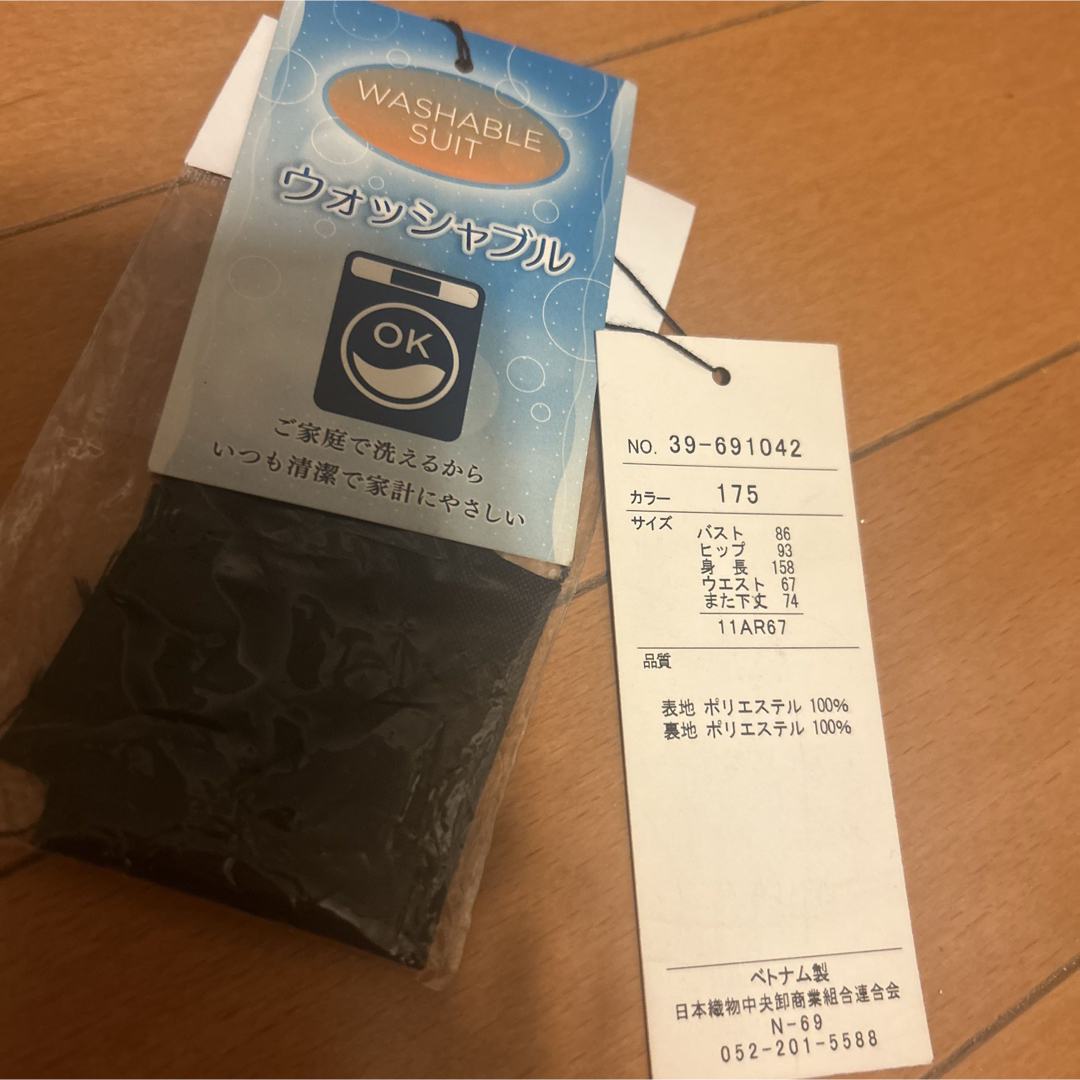 WASHABLE
SUIT
ウォッシャブル
OK
ご家庭で洗えるから
いつも清潔で家計にやさしい
NO. 39-691042
カラー 175
サイズ
バスト 86
ヒップ 93
身長 158
ウエスト 67
また下丈 74
11AR67
品質
表地 ポリエステル 100%
裏地 ポリエステル 100%
ベトナム製
日本織物中央卸商業組合連合会
N-69
052-201-5588